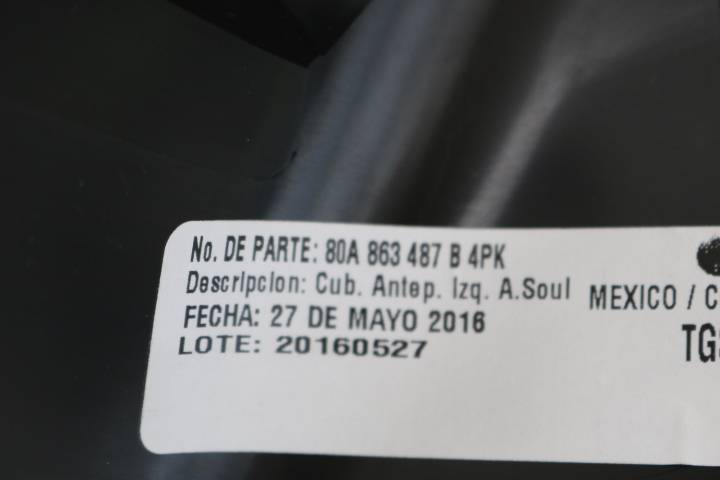 No. DE PARTE: 80A 863 487 B 4PK
Descripcion: Cub. Antep. Izq. A.Soul
MEXICO /
FECHA: 27 DE MAYO 2016
LOTE: 20160527